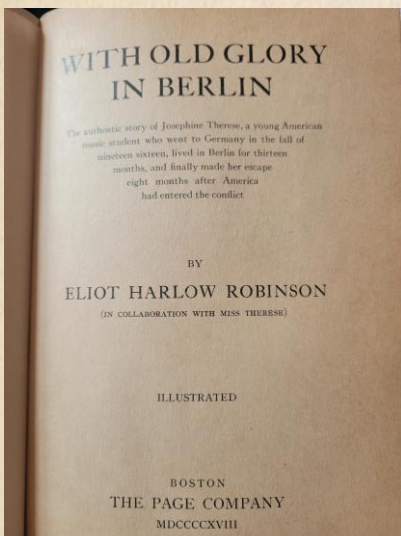 WITH OLD GLORY
IN BERLIN
The authentic story of Josephine Therese, a young American
music student who went to Germany in the fall of
nineteen sixteen, lived in Berlin for thirteen
months, and finally made her escape
eight months after America
had entered the conflict
BY
ELIOT HARLOW ROBINSON
(IN COLLABORATION WITH MISS THERESE)
ILLUSTRATED
BOSTON
THE PAGE COMPANY
MDCCCCXVIII